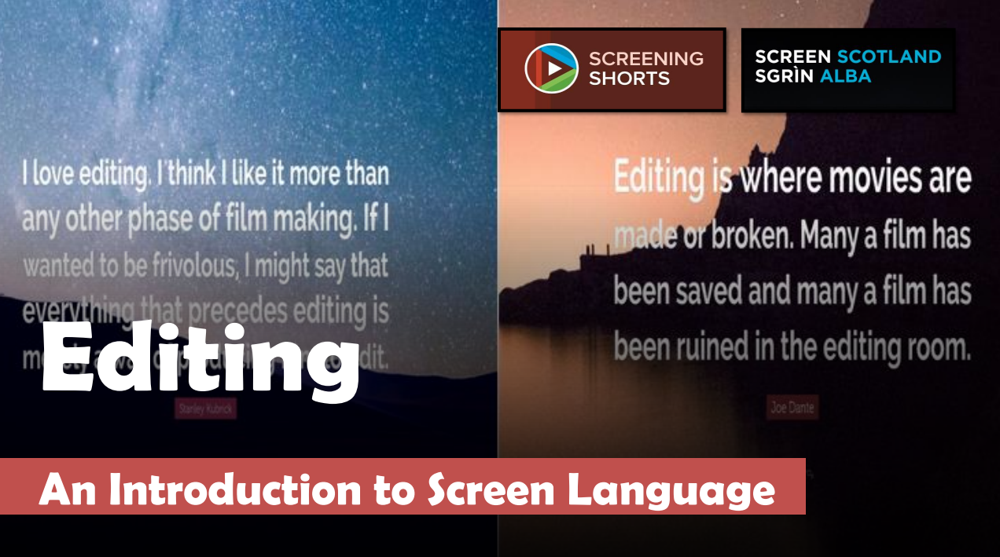 SCREENING
SHORTS
SCREEN SCOTLAND
SGRÌN ALBA
I love editing. I think I like it more than
any other phase of film making. If I
wanted to be frivolous, I might say that
everything that precedes editing is
edit.
Stanley Kubrick
Editing is where movies are
made or broken. Many a film has
been saved and many a film has
been ruined in the editing room.
Joe Dante
Editing
An Introduction to Screen Language